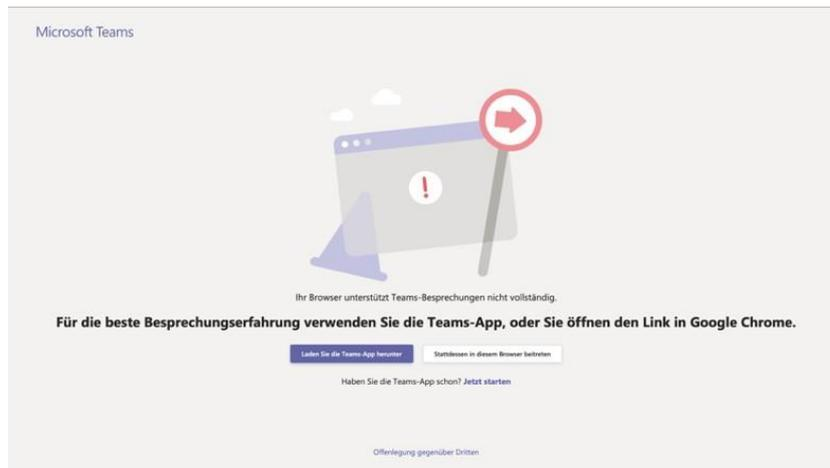 Microsoft Teams
Ihr Browser unterstützt Teams-Besprechungen nicht vollständig.
Für die beste Besprechungserfahrung verwenden Sie die Teams-App, oder Sie öffnen den Link in Google Chrome.
Laden Sie die Teams-App herunter
Stattdessen in diesem Browser beitreten
Haben Sie die Teams-App schon? Jetzt starten
Offenlegung gegenüber Dritten